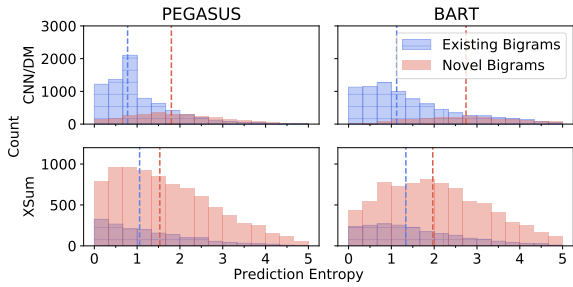 PEGASUS
BART
3000
2000
1000
0
CNN/DM
Existing Bigrams
Novel Bigrams
Count
1000
500
0
XSum
0 1 2 3 4 5
0 1 2 3 4 5
Prediction Entropy